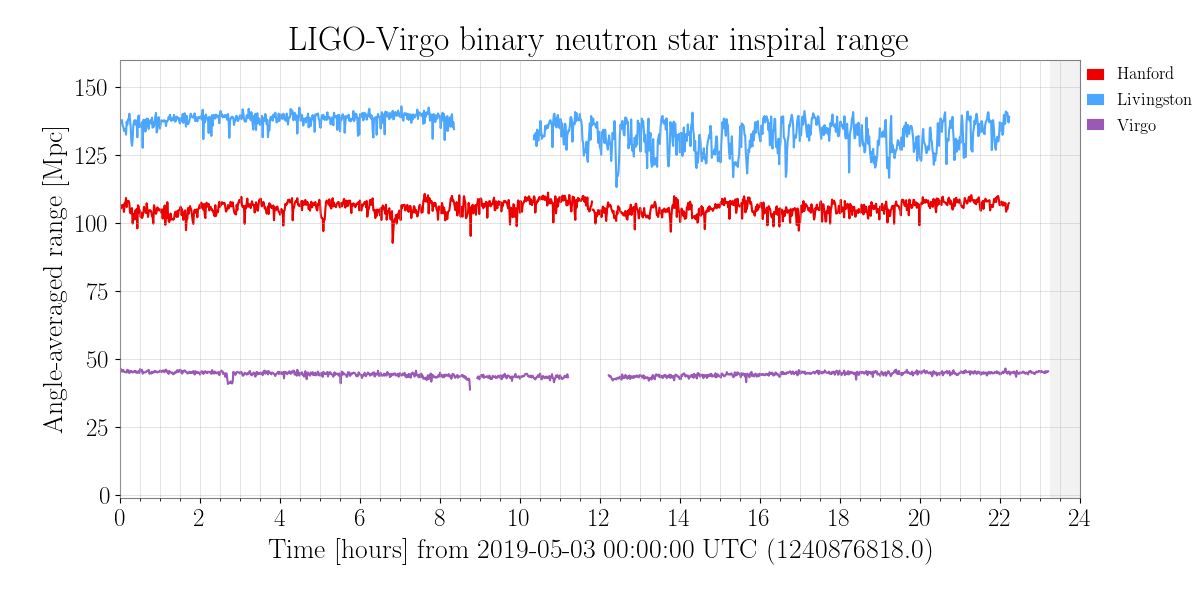 LIGO-Virgo binary neutron star inspiral range
Angle-averaged range [Mpc]
150
125
100
75
50
25
0
0 2 4 6 8 10 12 14 16 18 20 22 24
Time [hours] from 2019-05-03 00:00:00 UTC (1240876818.0)
Hanford
Livingston
Virgo